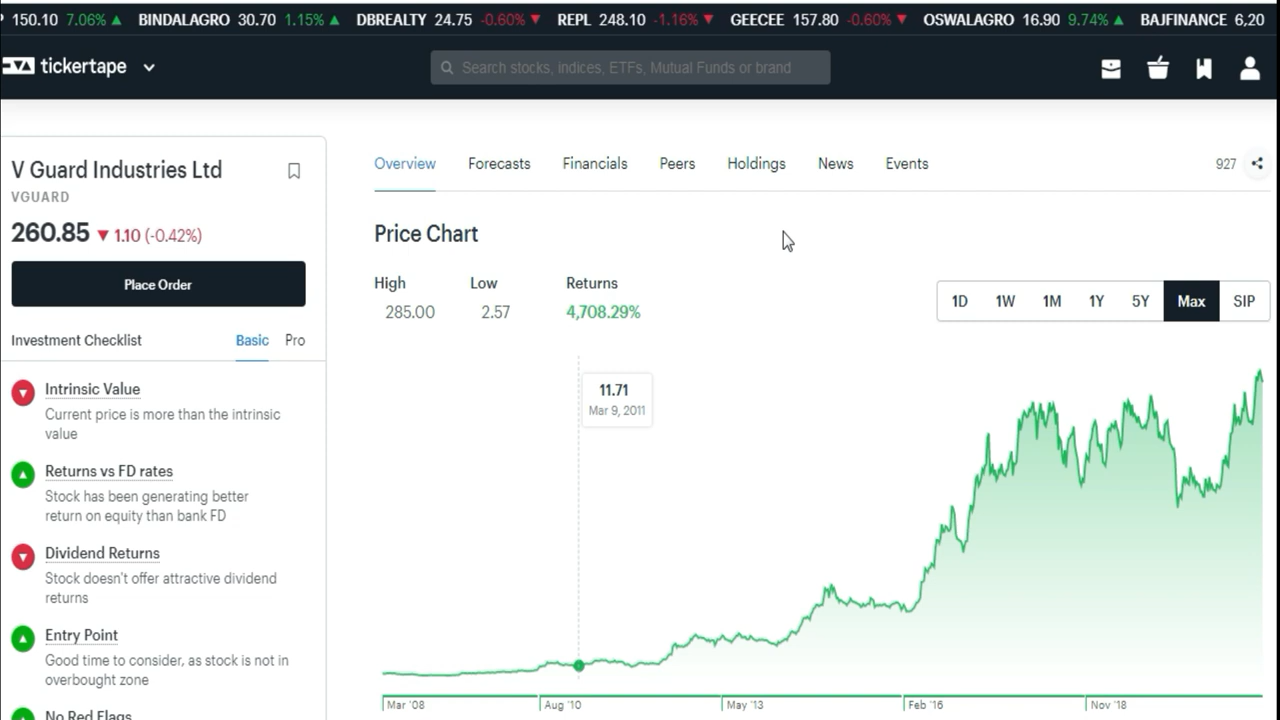 150.10 7.06% ▲ BINDALAGRO 30.70 1.15% ▲ DBREALTY 24.75 -0.60% ▼ REPL 248.10 -1.16% ▼ GEECEE 157.80 -0.60% ▼ OSWALAGRO 16.90 9.74% ▲ BAJFINANCE 6,20
tickertape
Search stocks, indices, ETFs, Mutual Funds or brand
V Guard Industries Ltd
VGUARD
260.85 ▼ 1.10 (-0.42%)
Place Order
Investment Checklist Basic Pro
Intrinsic Value
Current price is more than the intrinsic
value
Returns vs FD rates
Stock has been generating better
return on equity than bank FD
Dividend Returns
Stock doesn't offer attractive dividend
returns
Entry Point
Good time to consider, as stock is not in
overbought zone
No Red Flags
Overview Forecasts Financials Peers Holdings News Events 927
Price Chart
High Low Returns
285.00 2.57 4,708.29%
1D 1W 1M 1Y 5Y Max SIP
11.71
Mar 9, 2011
Mar '08 Aug '10 May '13 Feb '16 Nov '18